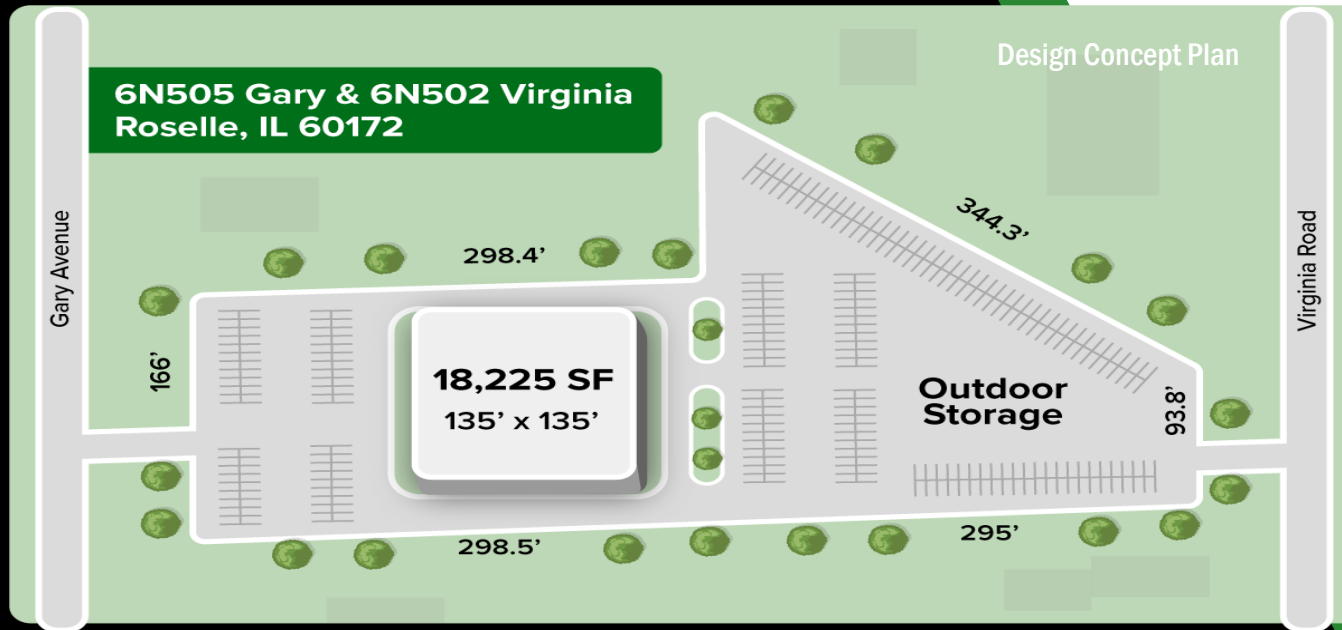 Design Concept Plan
6N505 Gary & 6N502 Virginia
Roselle, IL 60172
Gary Avenue
Virginia Road
344.3’
298.4’
166’
18,225 SF
135’ x 135’
Outdoor
Storage
93.8’
298.5’
295’